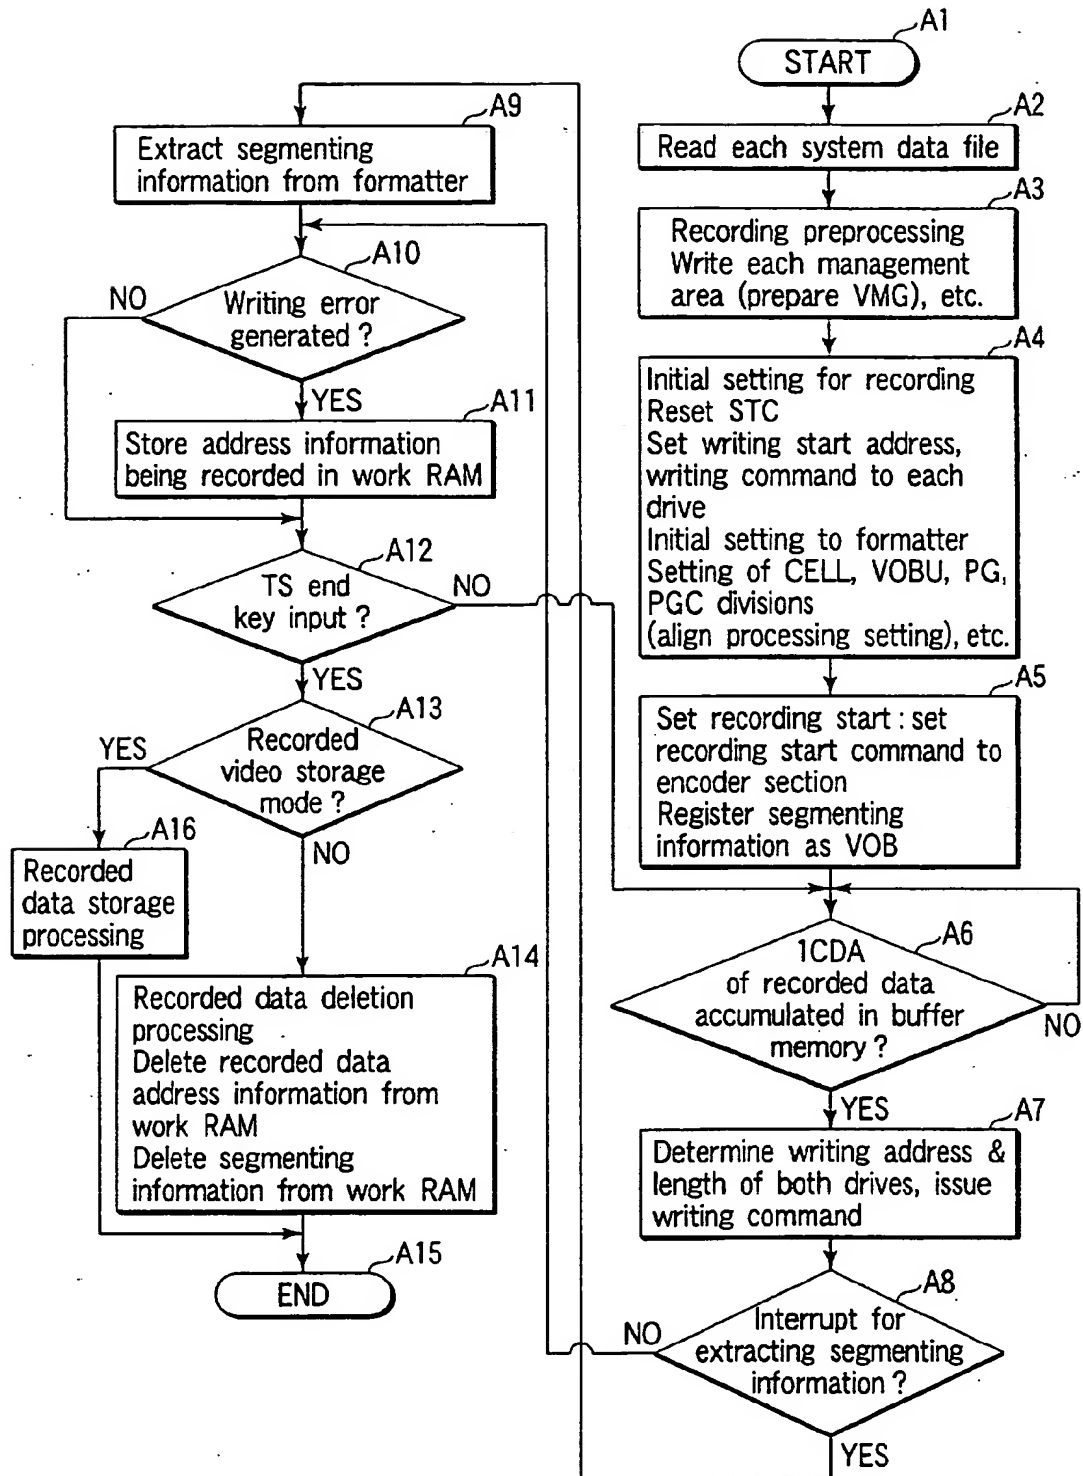 A1
START
A2
Read each system data file
A3
Recording preprocessing
Write each management
area (prepare VMG), etc.
A4
Initial setting for recording
Reset STC
Set writing start address,
writing command to each
drive
Initial setting to formatter
Setting of CELL, VOBU, PG,
PGC divisions
(align processing setting), etc.
A5
Set recording start : set
recording start command to
encoder section
Register segmenting
information as VOB
A6
1CDA
of recorded data
accumulated in buffer
memory ?
NO
YES
A7
Determine writing address &
length of both drives, issue
writing command
A8
Interrupt for
extracting segmenting
information ?
NO
YES
A9
Extract segmenting
information from formatter
A10
Writing error
generated ?
NO
YES
A11
Store address information
being recorded in work RAM
A12
TS end
key input ?
NO
YES
A13
Recorded
video storage
mode ?
YES
NO
A16
Recorded
data storage
processing
A14
Recorded data deletion
processing
Delete recorded data
address information from
work RAM
Delete segmenting
information from work RAM
A15
END